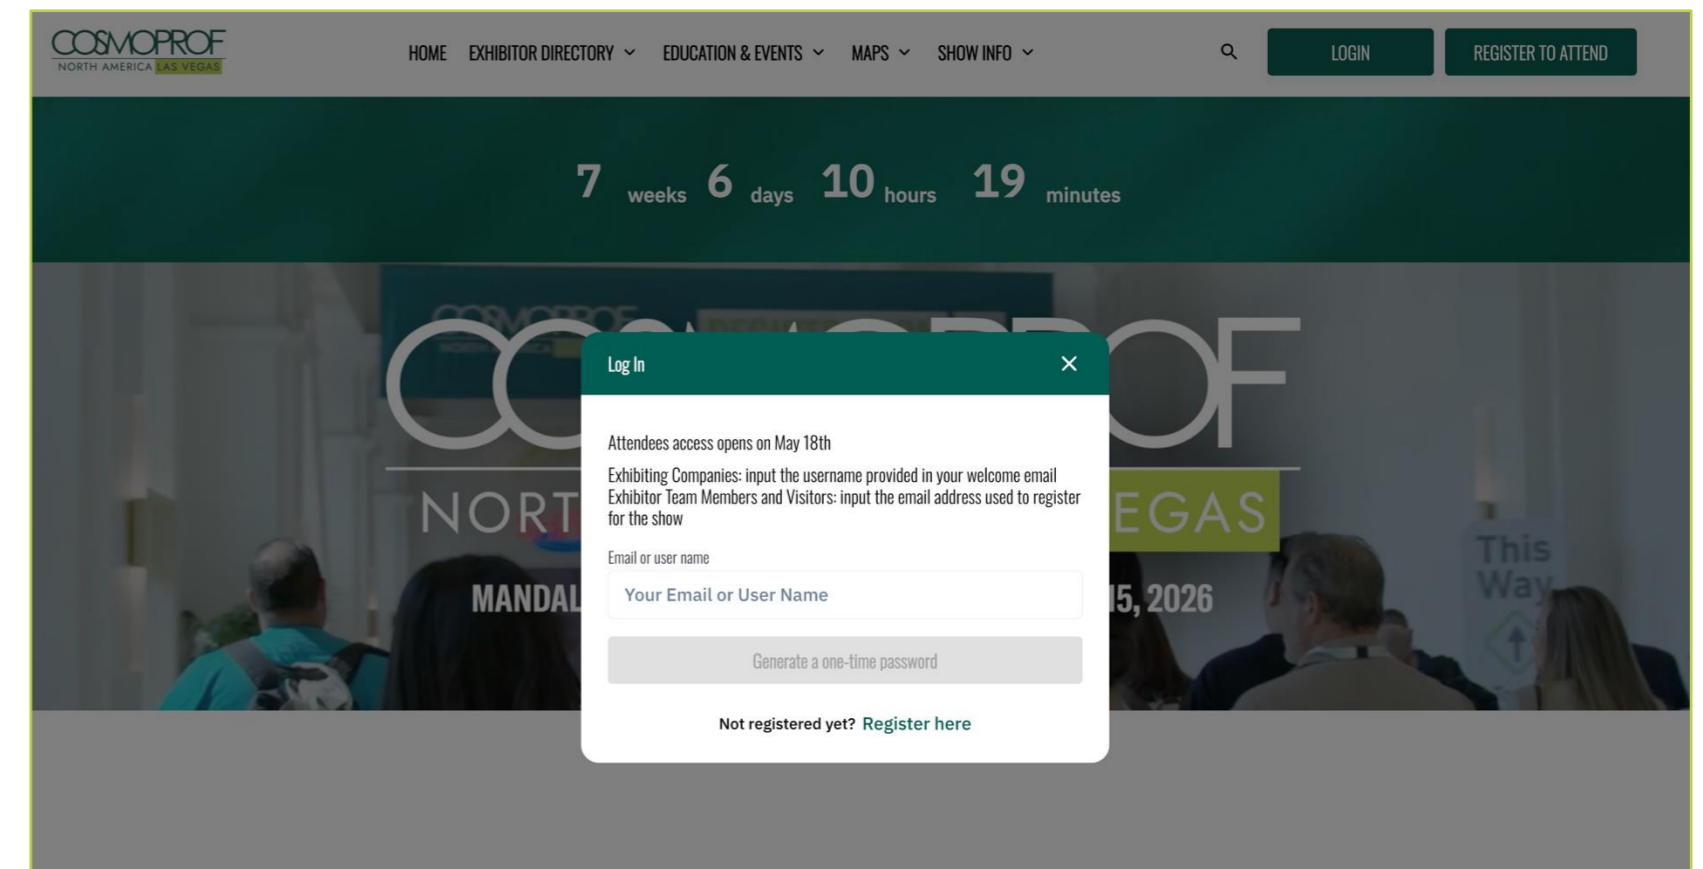 COSMOPROF
NORTH AMERICA LAS VEGAS
HOME EXHIBITOR DIRECTORY EDUCATION & EVENTS MAPS SHOW INFO LOGIN REGISTER TO ATTEND
7 weeks 6 days 10 hours 19 minutes
Log In
Attendees access opens on May 18th
Exhibiting Companies: input the username provided in your welcome email
Exhibitor Team Members and Visitors: input the email address used to register
for the show
Email or user name
Your Email or User Name
Generate a one-time password
Not registered yet? Register here
NORT
EGAS
MANDAL
15, 2026
This
Way